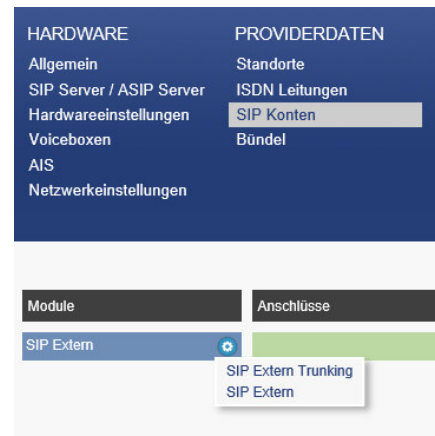 HARDWARE
Allgemein
SIP Server / ASIP Server
Hardwareeinstellungen
Voiceboxen
AIS
Netzwerkeinstellungen
PROVIDERDATEN
Standorte
ISDN Leitungen
SIP Konten
Bündel
Module
Anschlüsse
SIP Extern
SIP Extern Trunking
SIP Extern